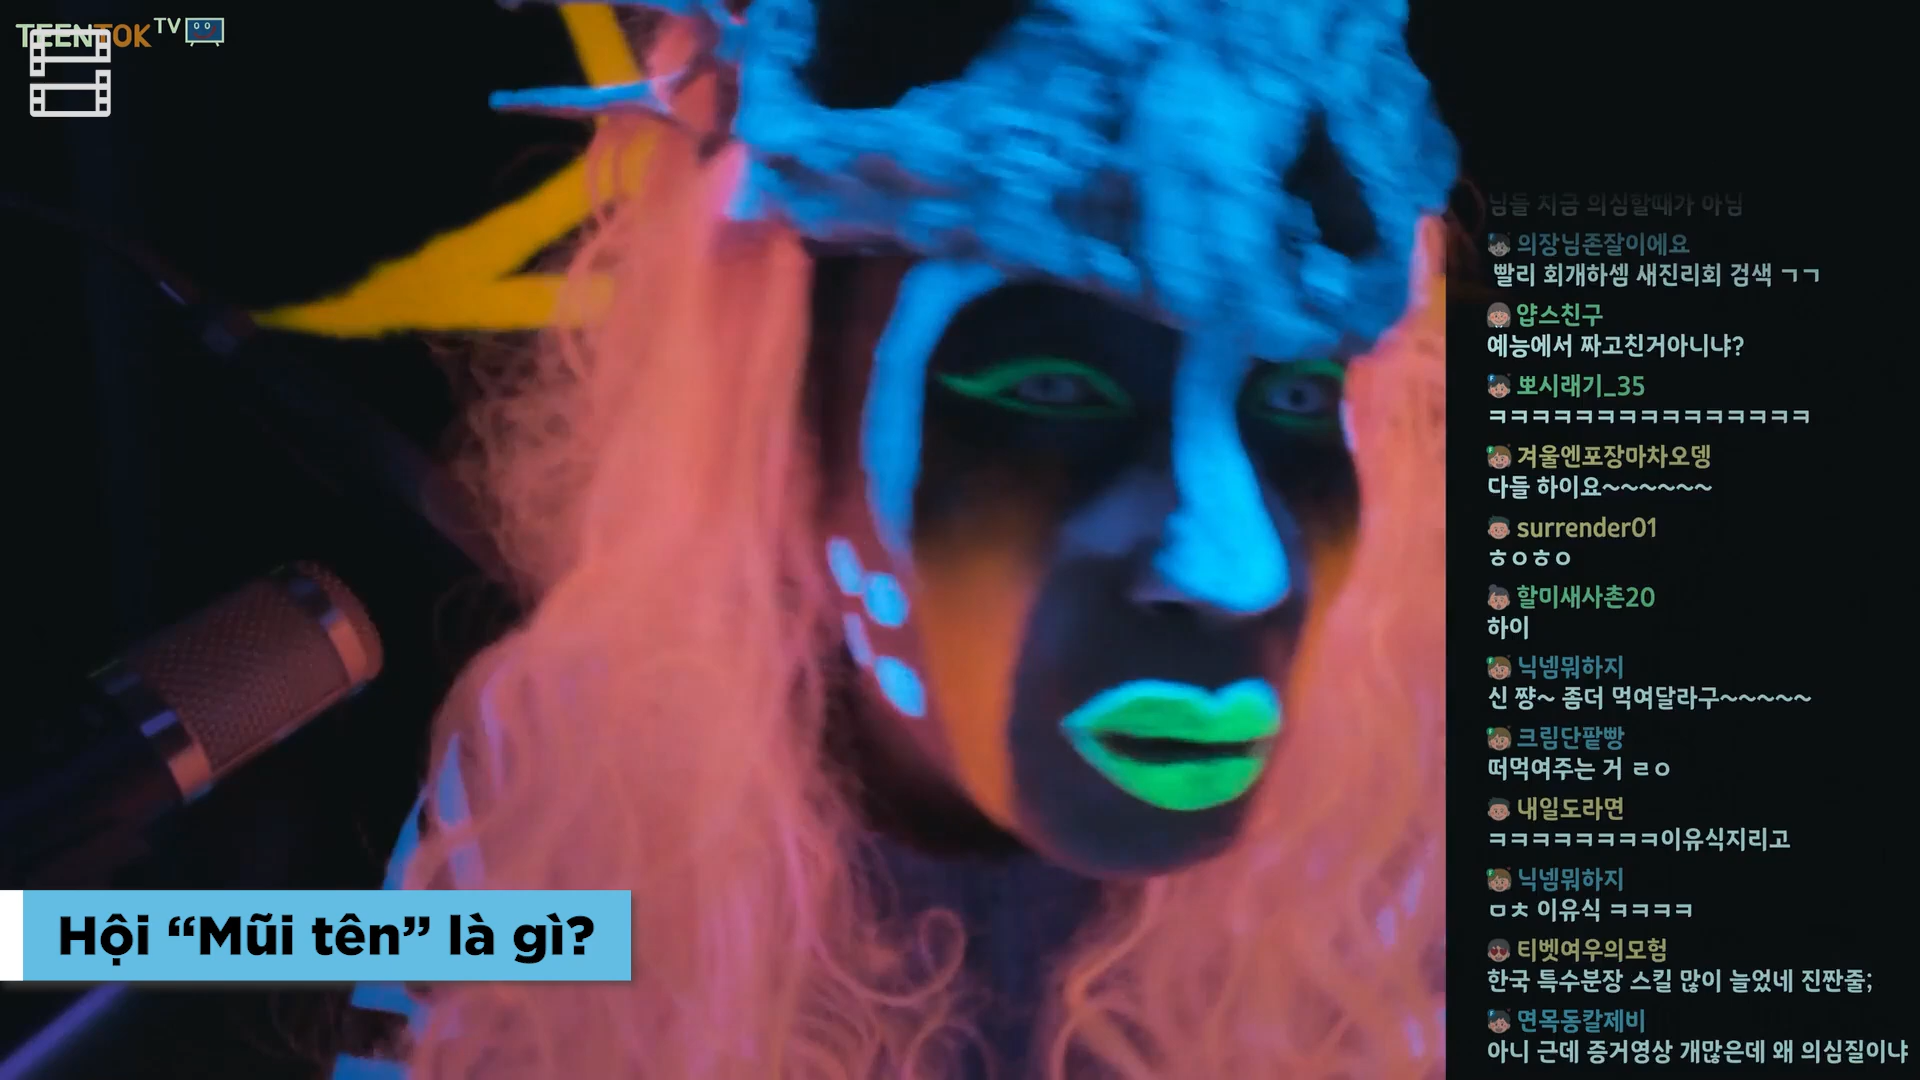 TEENTOK TV
님들 지금 의심할때가 아님
의장님존잘이에요
빨리 회개하셈 새진리회 검색 ㄱㄱ
얍스친구
예능에서 짜고친거아니냐?
뽀시래기_35
ㅋㅋㅋㅋㅋㅋㅋㅋㅋㅋㅋㅋㅋㅋㅋ
겨울엔포장마차오뎅
다들 하이요~~~~~~
surrender01
ㅎㅇㅎㅇ
할미새사촌20
하이
닉넴뭐하지
신 쨩~ 좀더 먹여달라구~~~~~
크림단팥빵
떠먹여주는 거 ㄹㅇ
내일도라면
ㅋㅋㅋㅋㅋㅋㅋㅋ이유식지리고
닉넴뭐하지
ㅁㅊ 이유식 ㅋㅋㅋㅋ
티벳여우의모험
한국 특수분장 스킬 많이 늘었네 진짠줄;
면목동칼제비
아니 근데 증거영상 개많은데 왜 의심질이냐
Hội “Mũi tên” là gì?